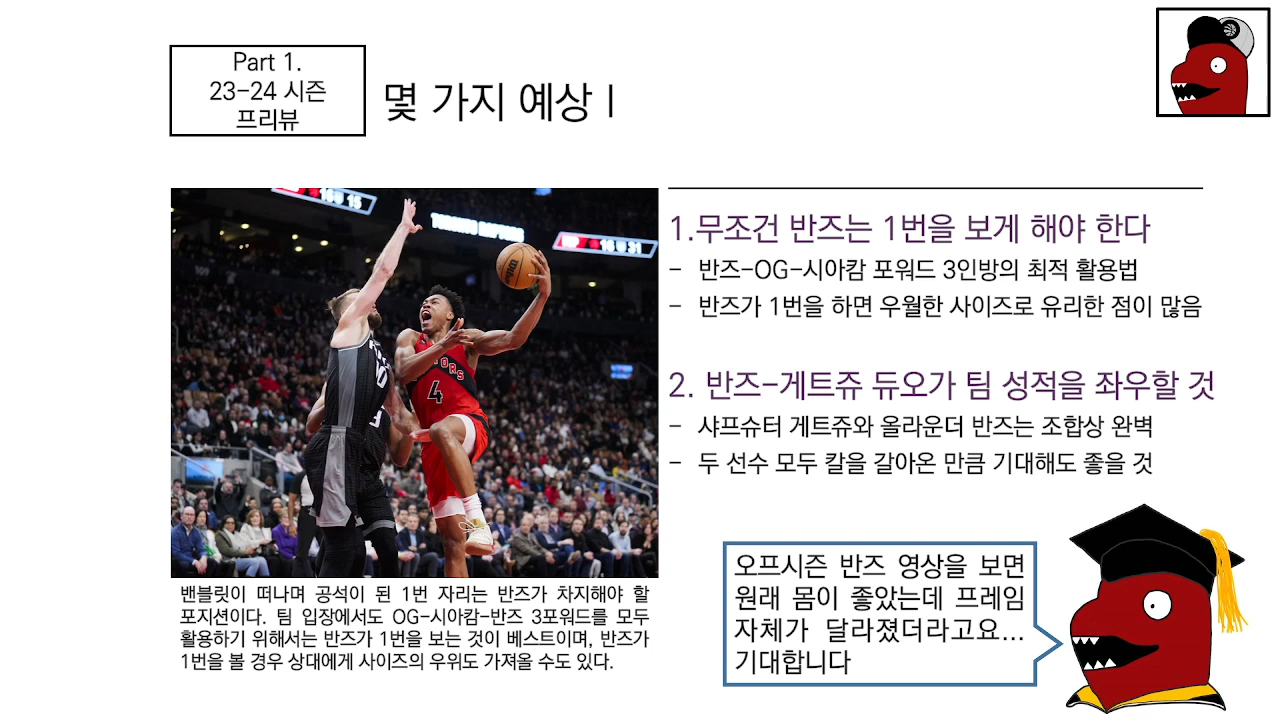 Part 1.
23-24 시즌
프리뷰
몇 가지 예상 Ⅰ
16 15
TORONTO RAPTORS
16 31
4
10
3
1.무조건 반즈는 1번을 보게 해야 한다
- 반즈-OG-시아캄 포워드 3인방의 최적 활용법
- 반즈가 1번을 하면 우월한 사이즈로 유리한 점이 많음
2. 반즈-게트쥬 듀오가 팀 성적을 좌우할 것
- 샤프슈터 게트쥬와 올라운더 반즈는 조합상 완벽
- 두 선수 모두 칼을 갈아온 만큼 기대해도 좋을 것
밴블릿이 떠나며 공석이 된 1번 자리는 반즈가 차지해야 할
포지션이다. 팀 입장에서도 OG-시아캄-반즈 3포워드를 모두
활용하기 위해서는 반즈가 1번을 보는 것이 베스트이며, 반즈가
1번을 볼 경우 상대에게 사이즈의 우위도 가져올 수도 있다.
오프시즌 반즈 영상을 보면
원래 몸이 좋았는데 프레임
자체가 달라졌더라고요...
기대합니다